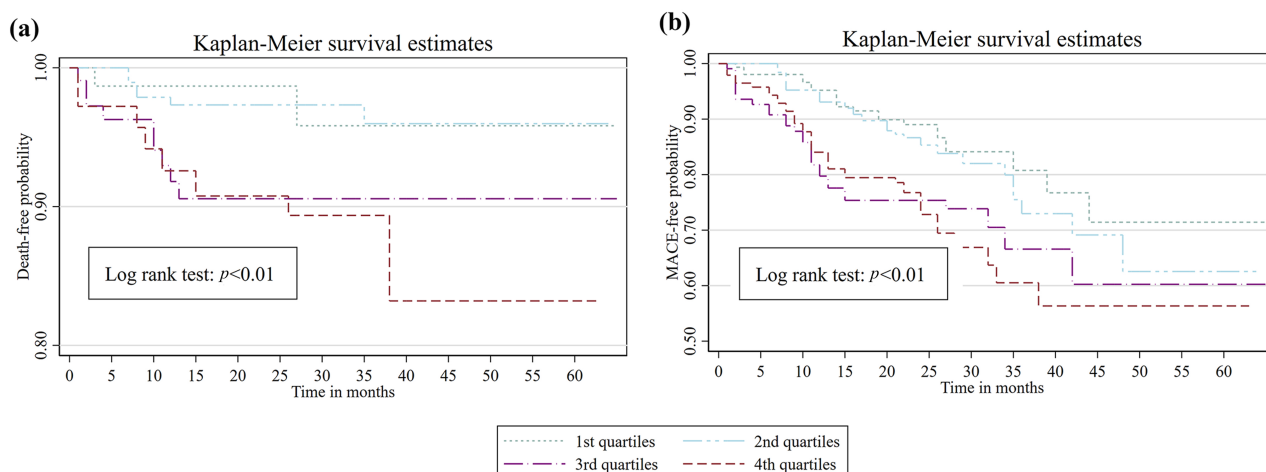 (a)
Kaplan-Meier survival estimates
Death-free probability
1.00
0.90
0.80
Log rank test: p<0.01
0 5 10 15 20 25 30 35 40 45 50 55 60
Time in months
(b)
Kaplan-Meier survival estimates
MACE-free probability
1.00
0.90
0.80
0.70
0.60
0.50
Log rank test: p<0.01
0 5 10 15 20 25 30 35 40 45 50 55 60
Time in months
1st quartiles 2nd quartiles
3rd quartiles 4th quartiles